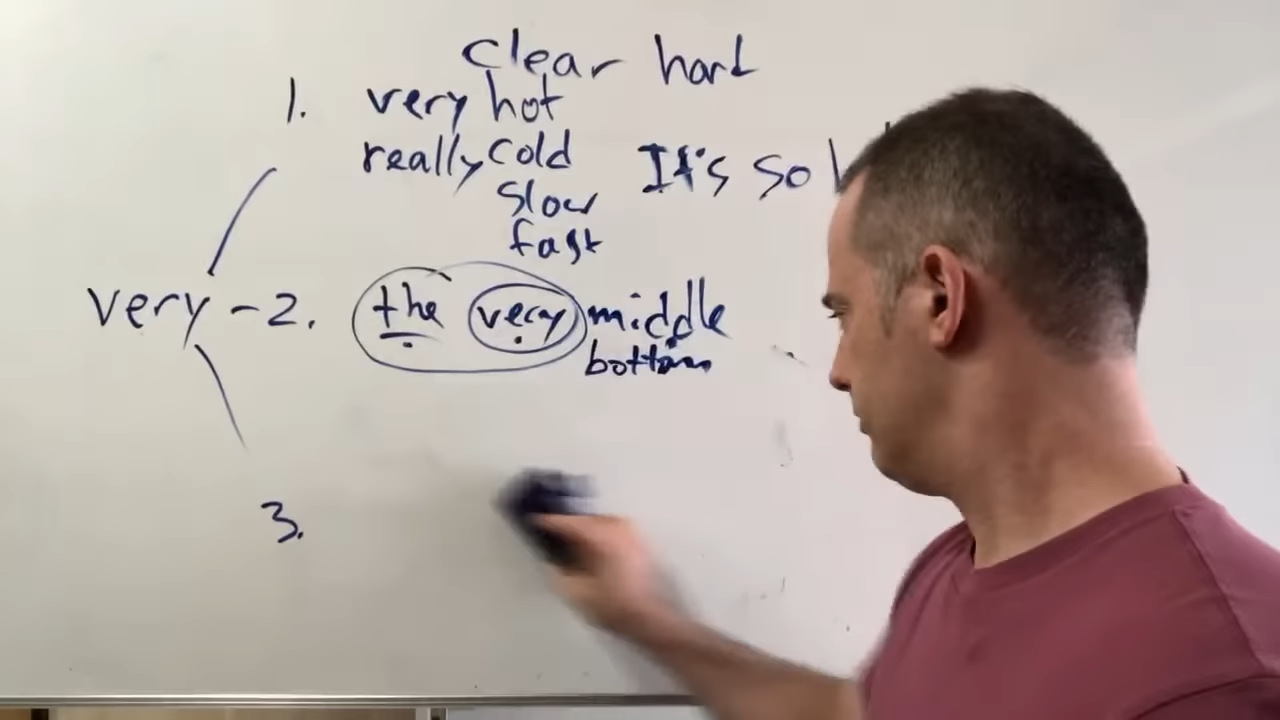 clear hard
1. very hot
really cold It's so
slow
fast
very - 2. the very middle
bottom
3.